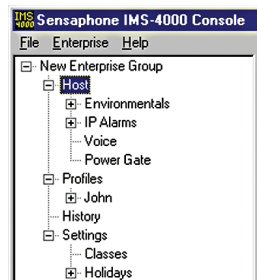 IMS 4000 Sensaphone IMS-4000 Console
File Enterprise Help
New Enterprise Group
Host
Environmentals
IP Alarms
Voice
Power Gate
Profiles
John
History
Settings
Classes
Holidays